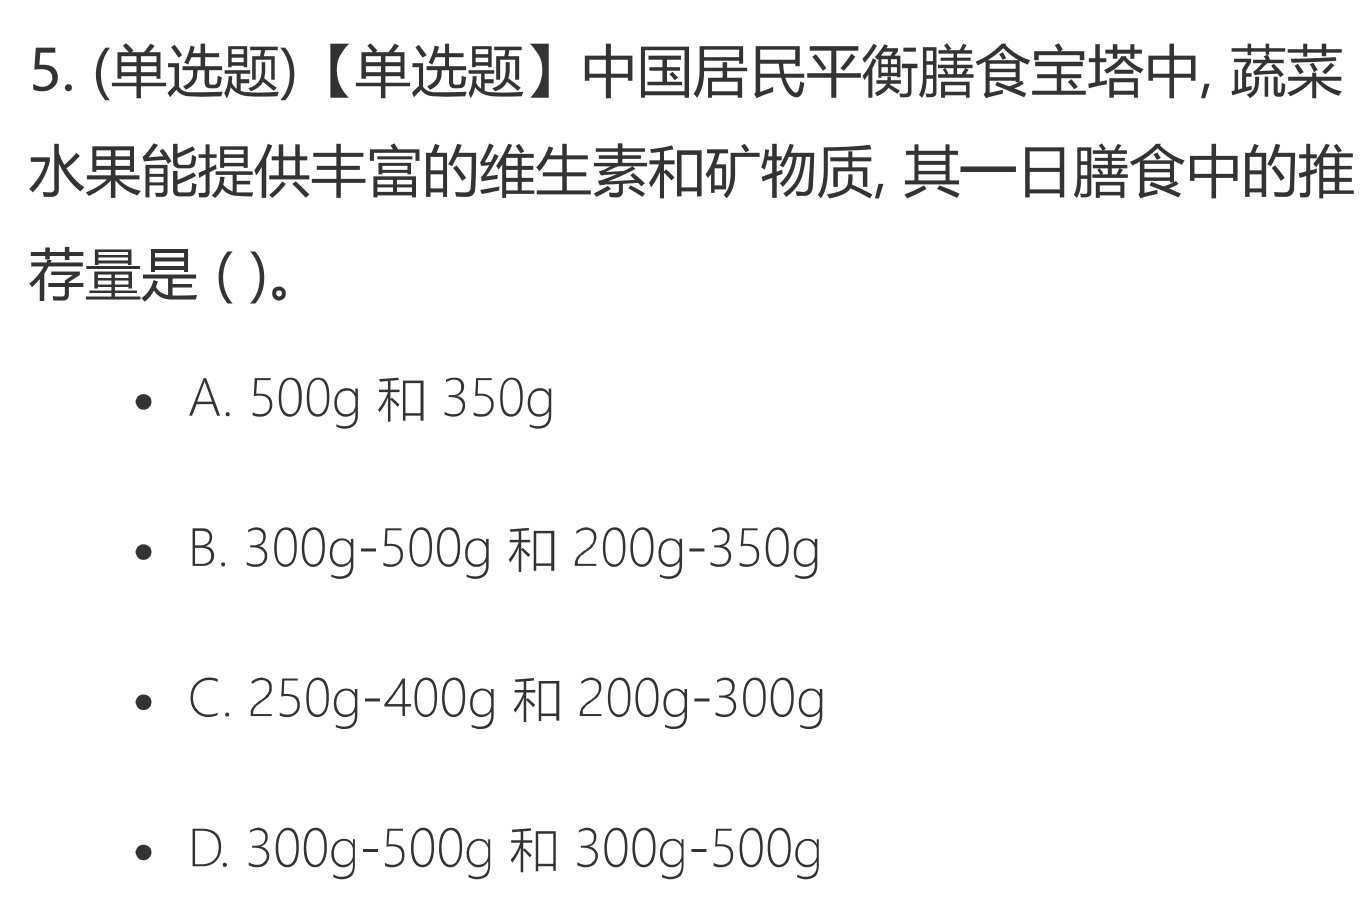 5. (单选题)【单选题】中国居民平衡膳食宝塔中, 蔬菜
水果能提供丰富的维生素和矿物质, 其一日膳食中的推
荐量是 ( )。
• A. 500g 和 350g
• B. 300g-500g 和 200g-350g
• C. 250g-400g 和 200g-300g
• D. 300g-500g 和 300g-500g